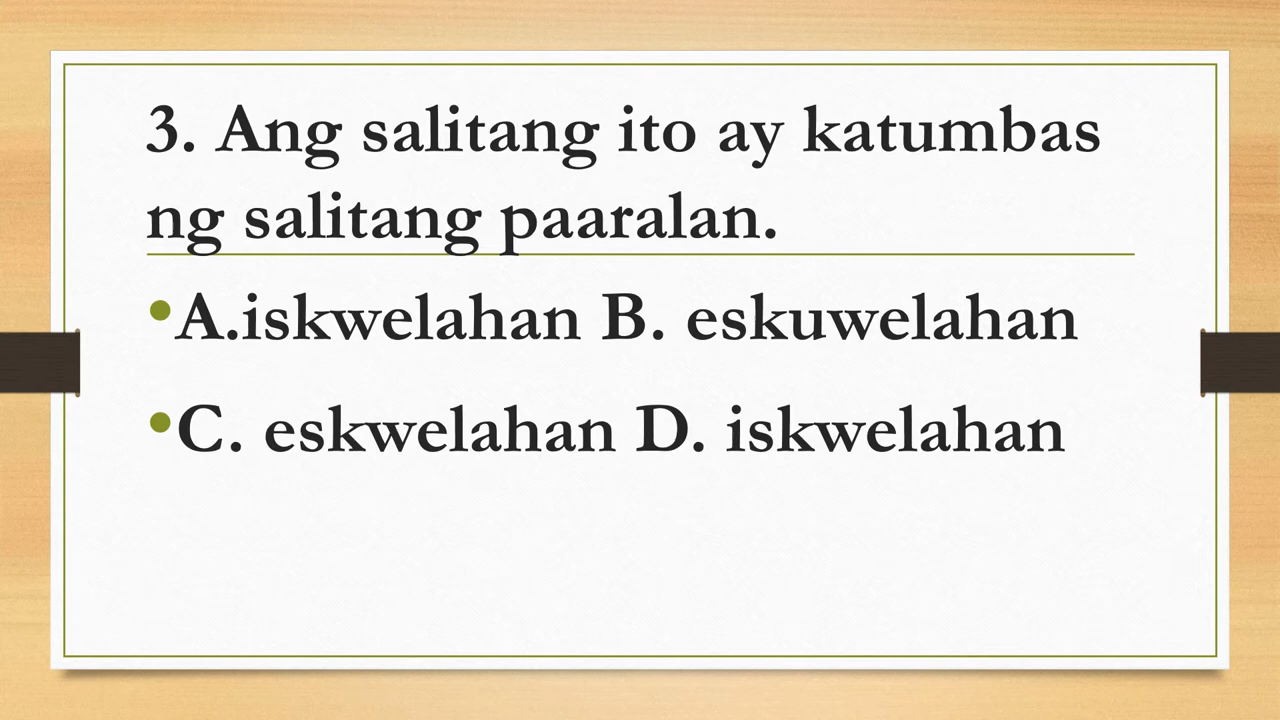 3. Ang salitang ito ay katumbas
ng salitang paaralan.
•A.iskwelahan B. eskuwelahan
•C. eskwelahan D. iskwelahan